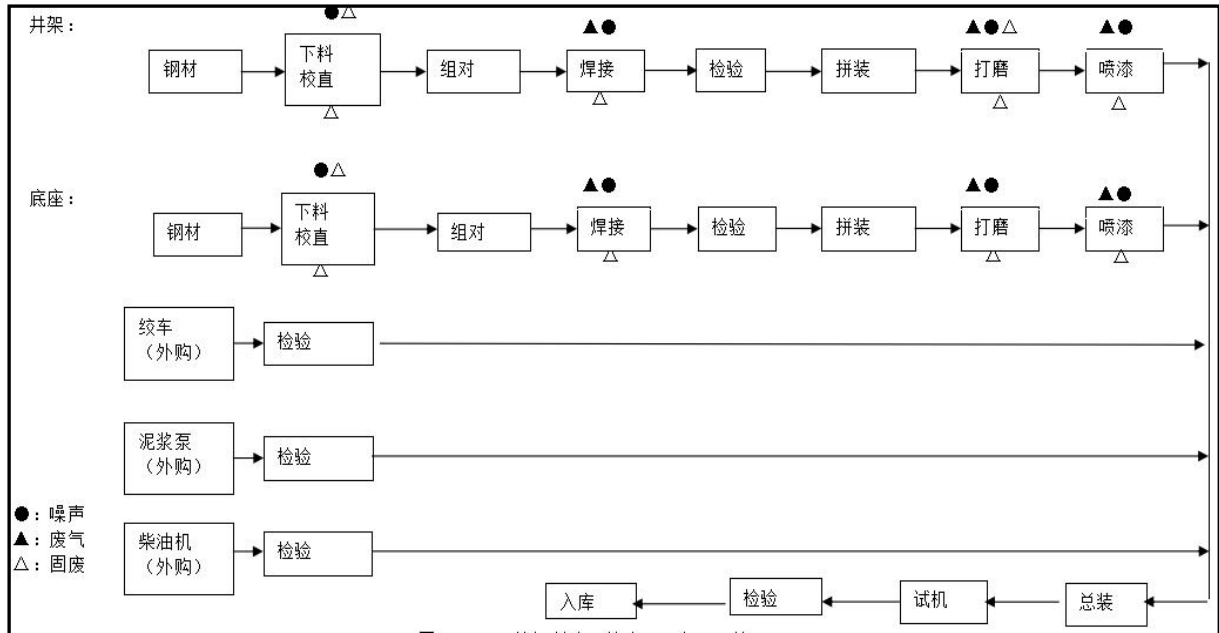 井架：
钢材
下料
校直
组对
焊接
检验
拼装
打磨
喷漆
底座：
钢材
下料
校直
组对
焊接
检验
拼装
打磨
喷漆
绞车
（外购）
检验
泥浆泵
（外购）
检验
●：噪声
▲：废气
△：固废
柴油机
（外购）
检验
入库
检验
试机
总装